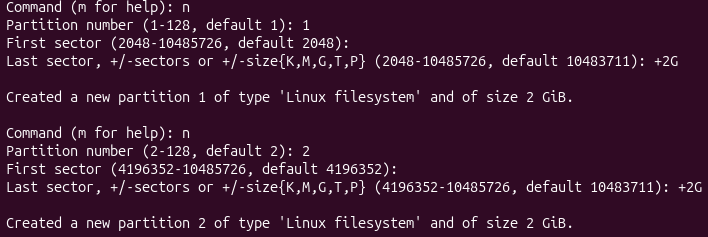 Command (m for help): n
Partition number (1-128, default 1): 1
First sector (2048-10485726, default 2048):
Last sector, +/-sectors or +/-size{K,M,G,T,P} (2048-10485726, default 10483711): +2G
Created a new partition 1 of type 'Linux filesystem' and of size 2 GiB.
Command (m for help): n
Partition number (2-128, default 2): 2
First sector (4196352-10485726, default 4196352):
Last sector, +/-sectors or +/-size{K,M,G,T,P} (4196352-10485726, default 10483711): +2G
Created a new partition 2 of type 'Linux filesystem' and of size 2 GiB.